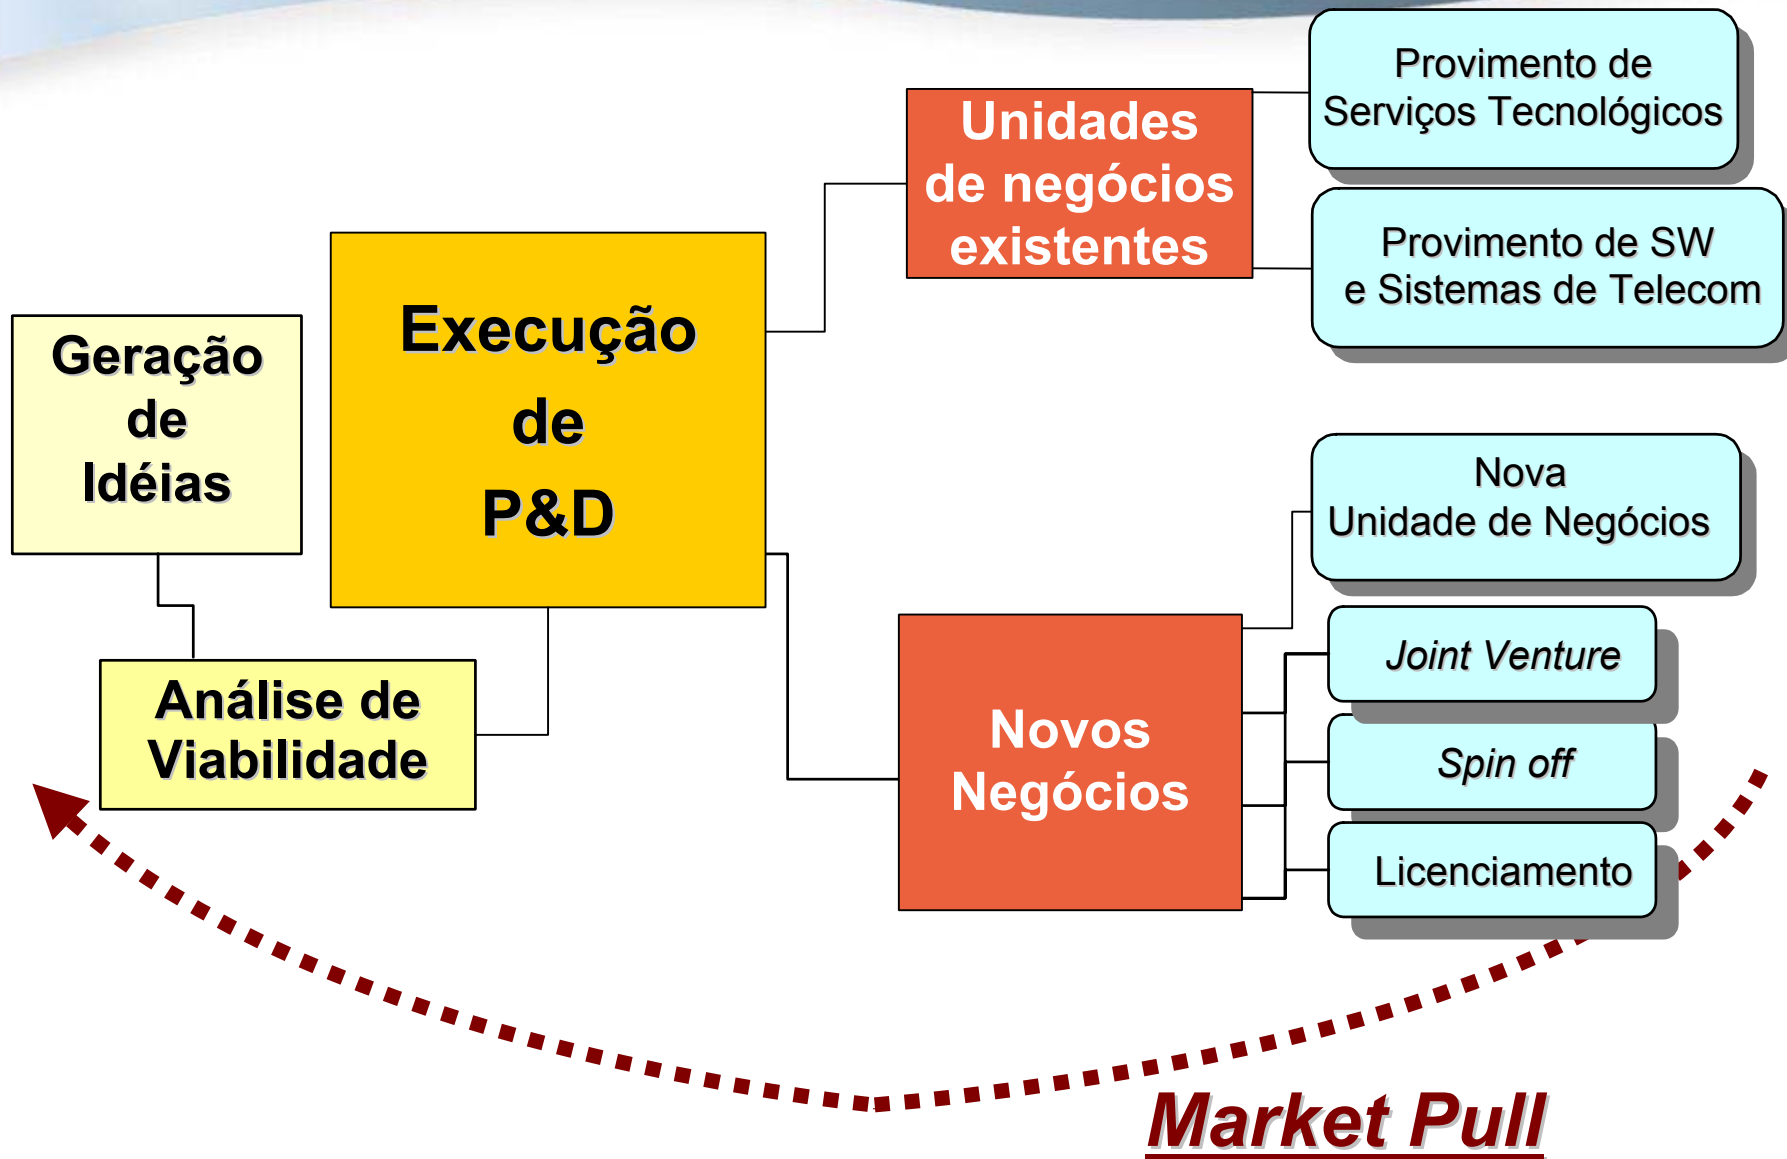 Geração
de
Idéias
Análise de
Viabilidade
Execução
de
P&D
Unidades
de negócios
existentes
Provimento de
Serviços Tecnológicos
Provimento de SW
e Sistemas de Telecom
Novos
Negócios
Nova
Unidade de Negócios
Joint Venture
Spin off
Licenciamento
Market Pull